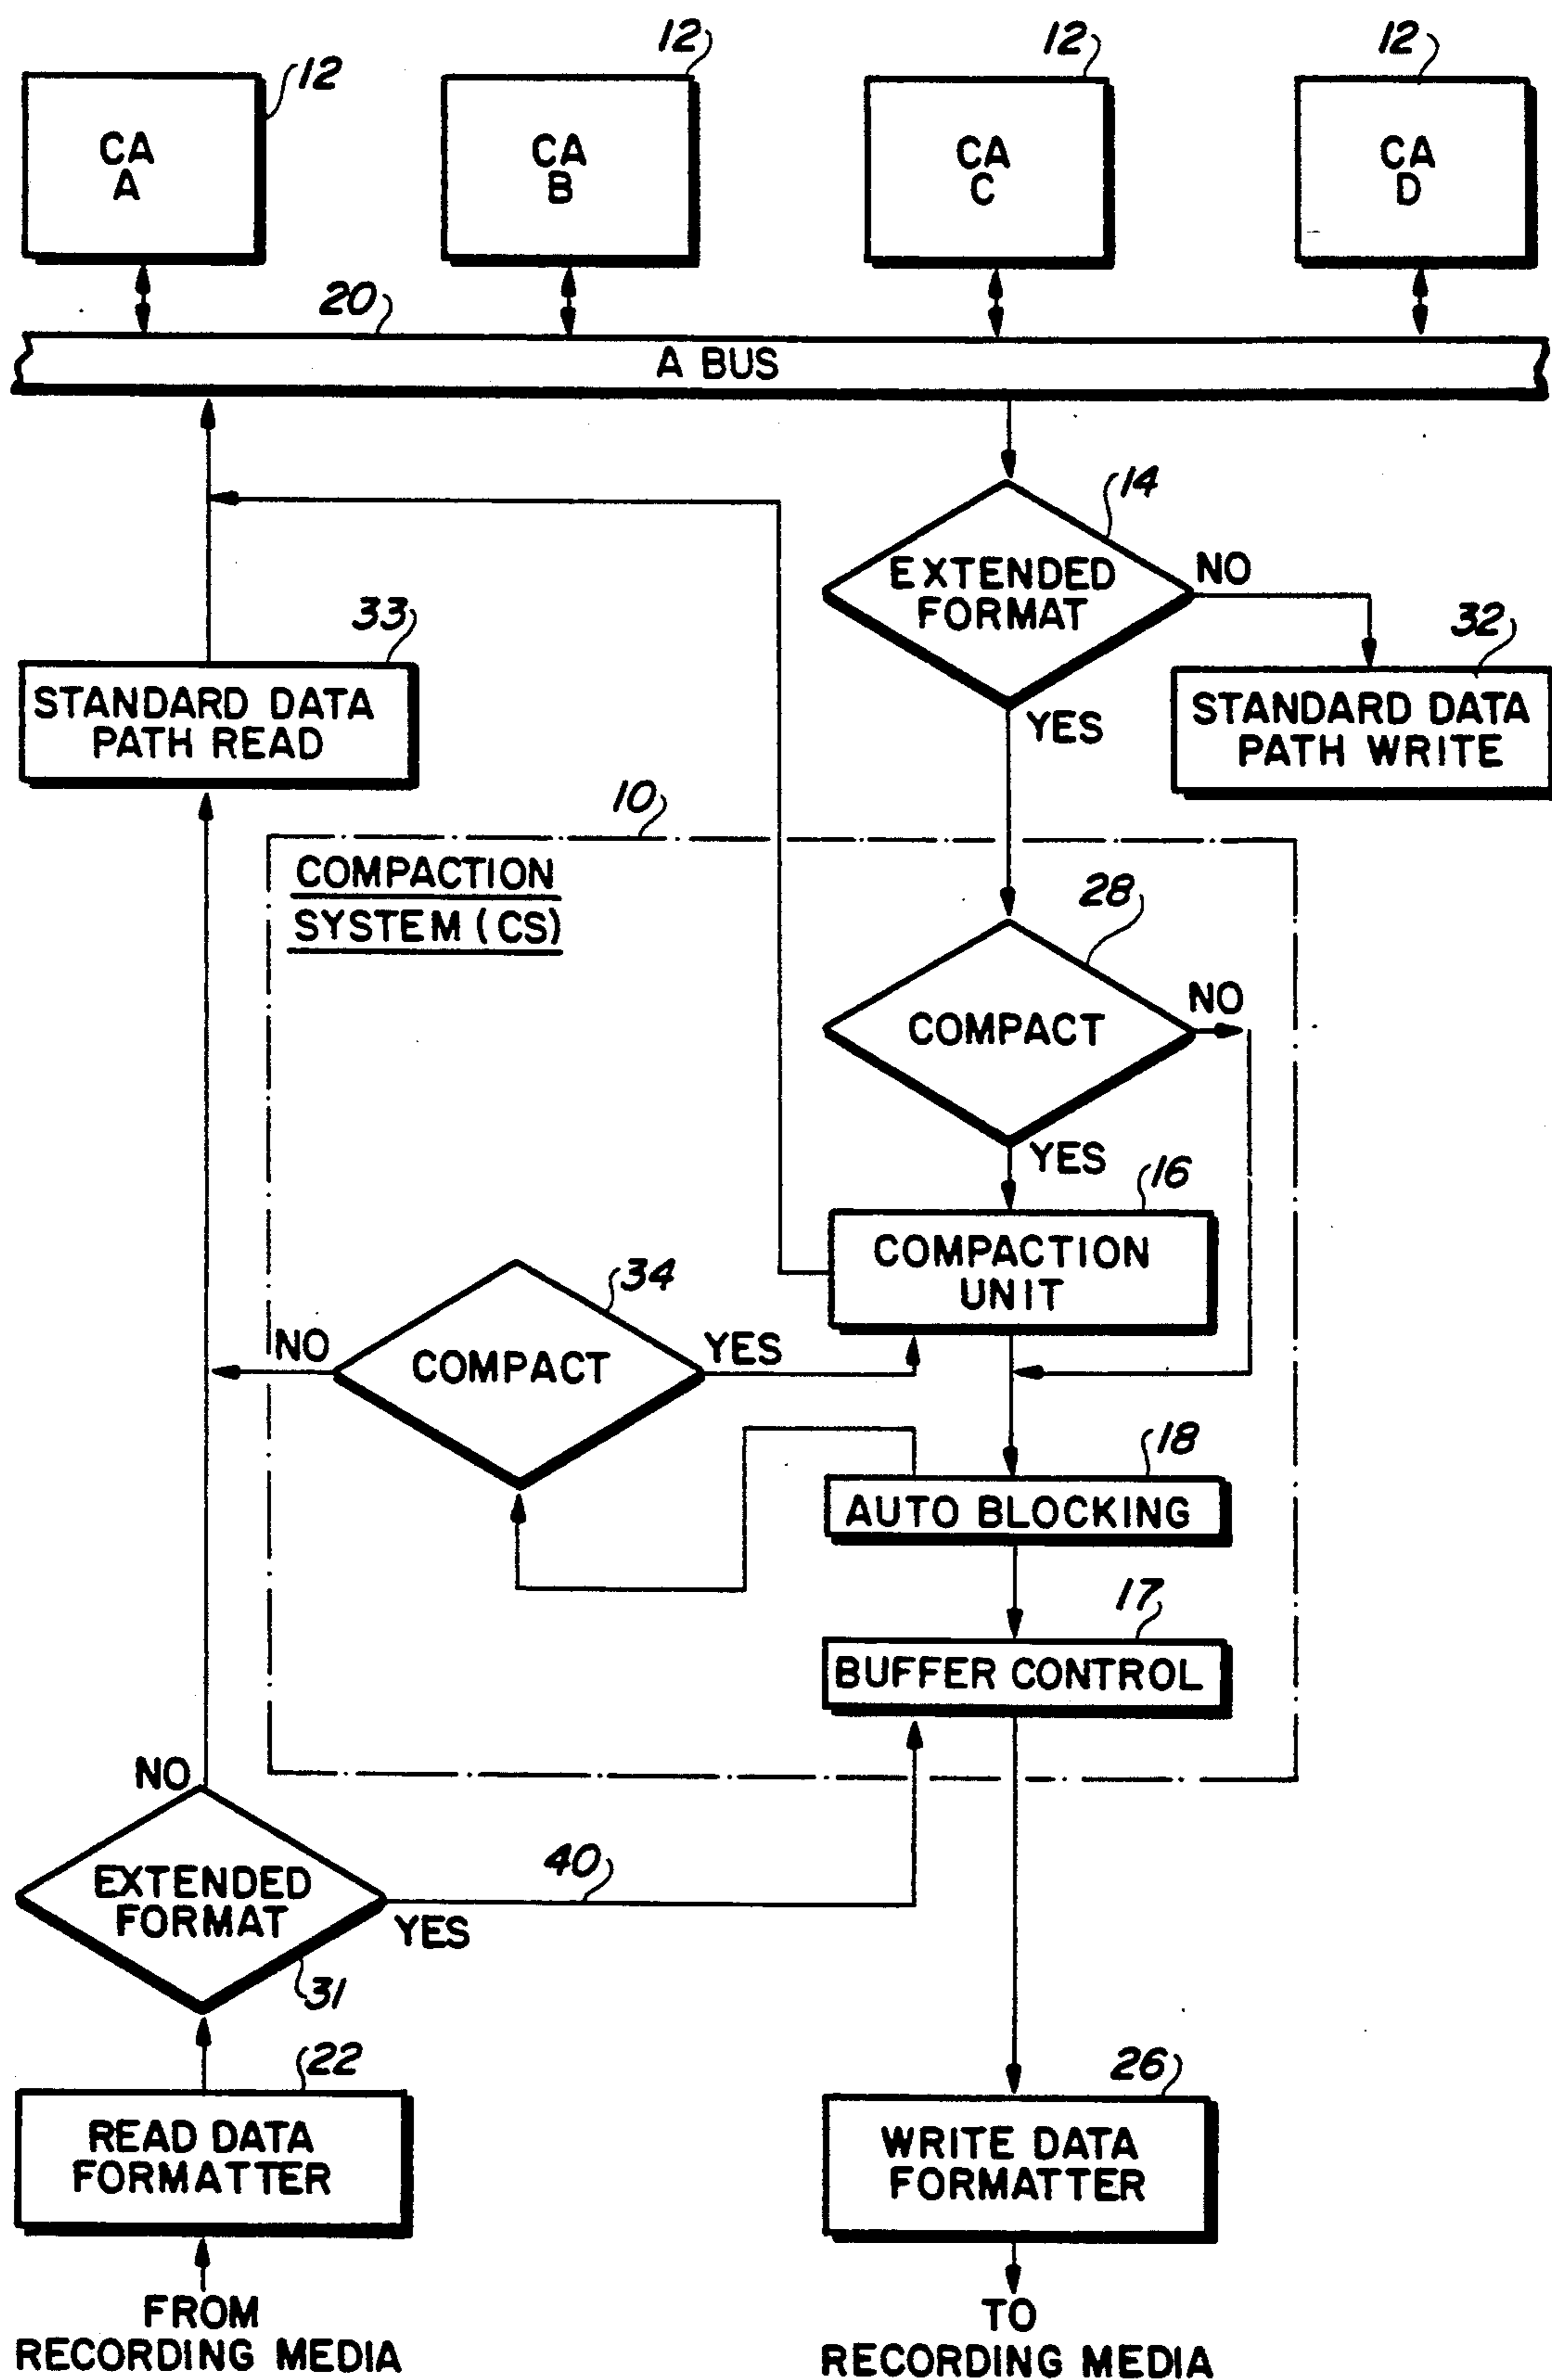 12
12
12
12
CA
A
CA
B
CA
C
CA
D
20
A BUS
14
EXTENDED
FORMAT
NO
33
32
STANDARD DATA
PATH READ
YES
STANDARD DATA
PATH WRITE
10
COMPACTION
SYSTEM (CS)
28
COMPACT
NO
YES
16
COMPACTION
UNIT
34
NO
COMPACT
YES
18
AUTO BLOCKING
17
BUFFER CONTROL
NO
EXTENDED
FORMAT
40
YES
31
22
26
READ DATA
FORMATTER
WRITE DATA
FORMATTER
FROM
RECORDING MEDIA
TO
RECORDING MEDIA